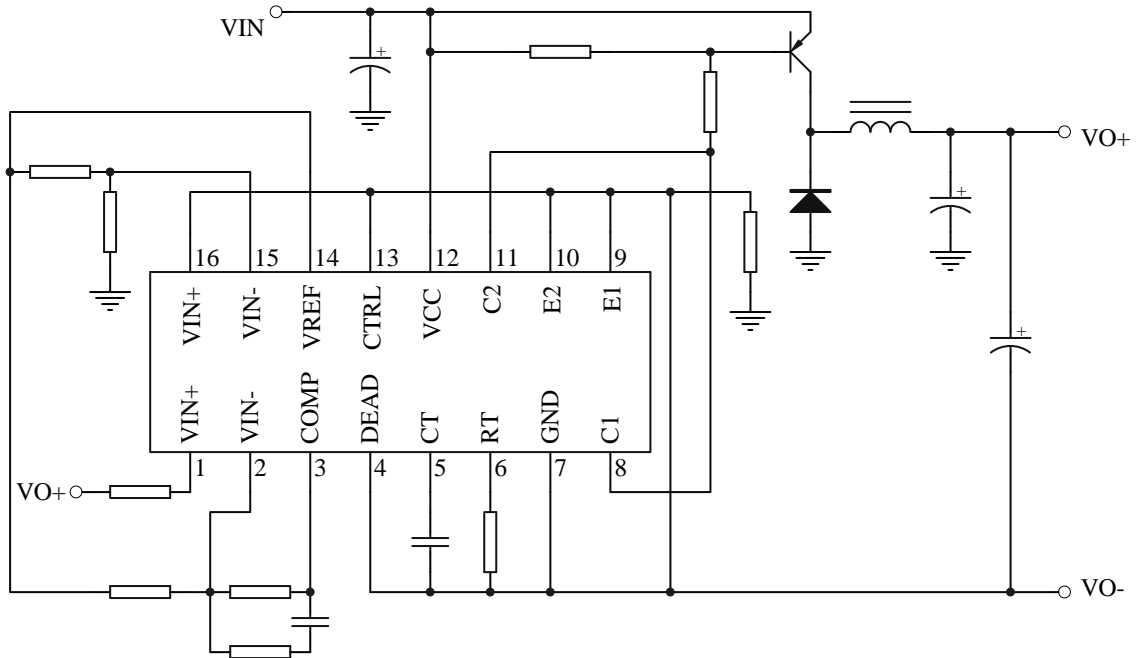 VIN
VO+
16 15 14 13 12 11 10 9
VIN+ VIN- VREF CTRL VCC C2 E2 E1
VIN+ VIN- COMP DEAD CT RT GND C1
1 2 3 4 5 6 7 8
VO+
VO-
+
+
+